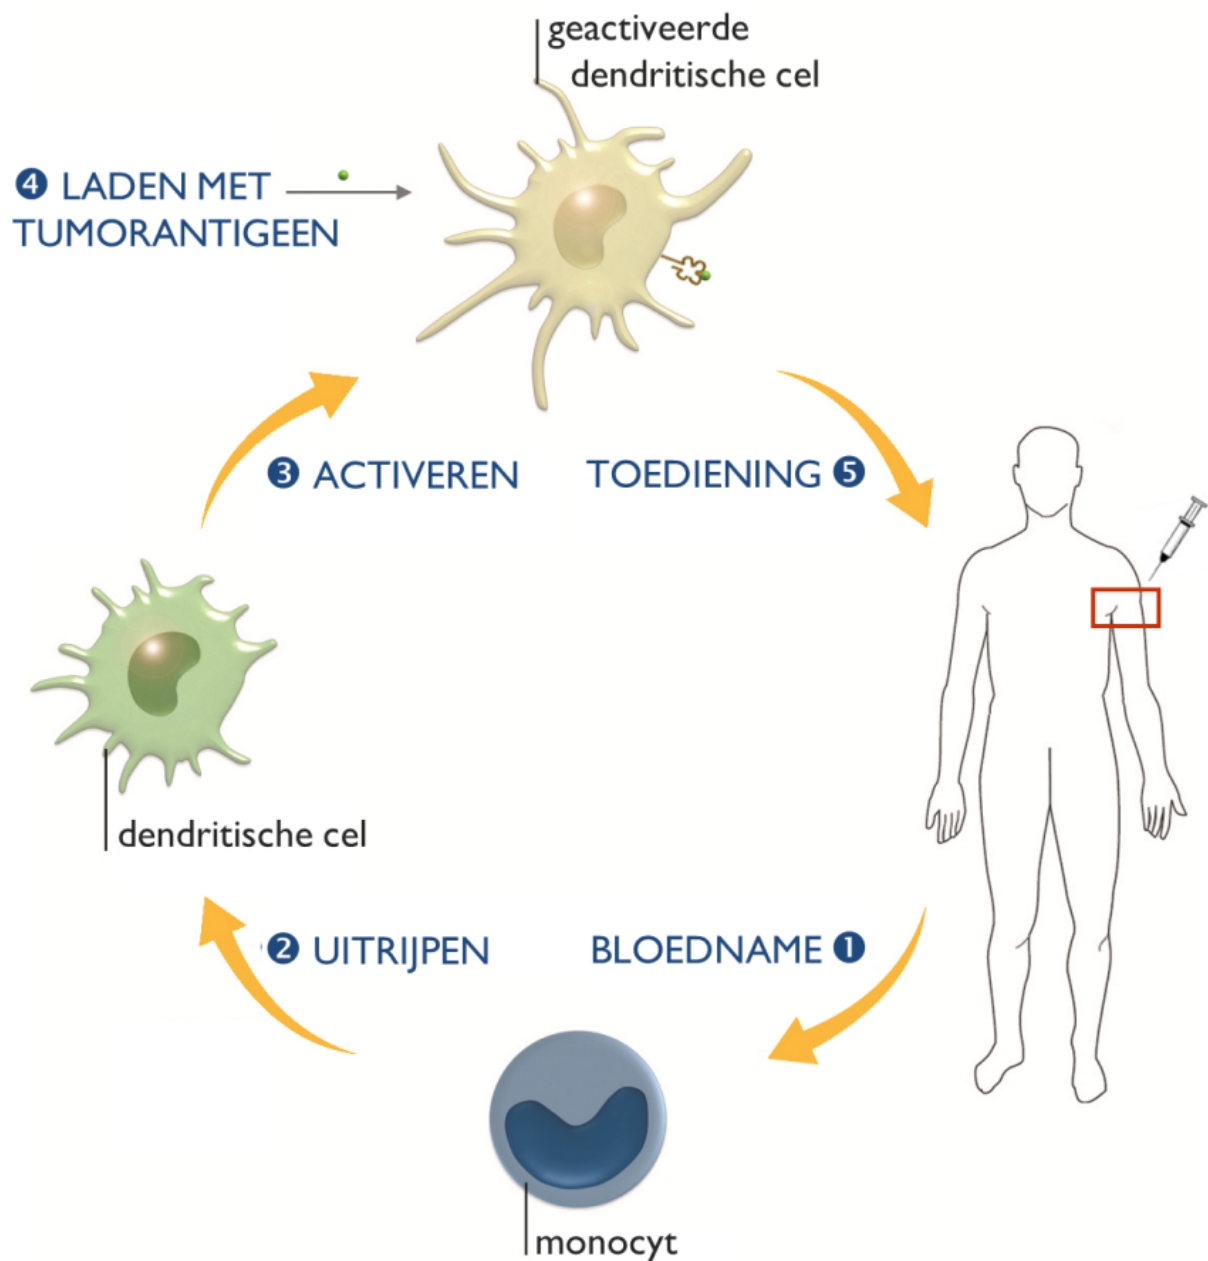 geactiveerde
dendritische cel
❹ LADEN MET
TUMORANTIGEEN
❸ ACTIVEREN
TOEDIENING ❺
dendritische cel
❷ UITRIJPEN
BLOEDNAME ❶
monocyt